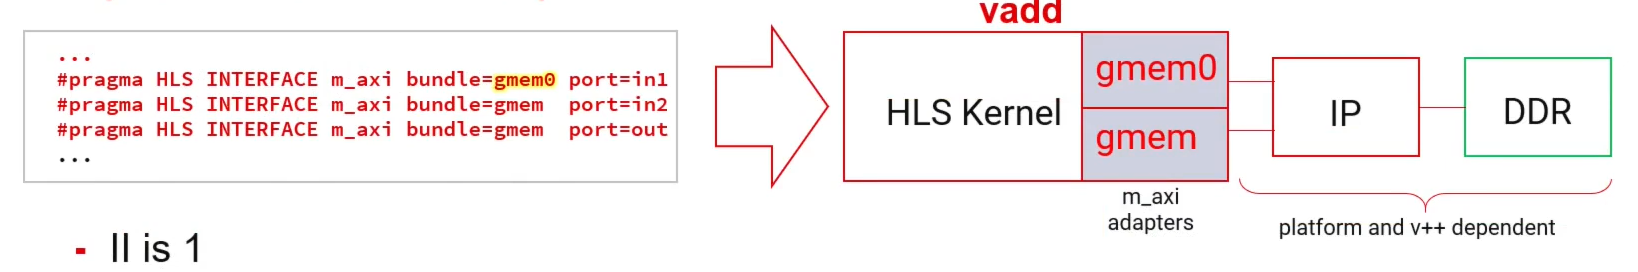 ...
#pragma HLS INTERFACE m_axi bundle=gmem0 port=in1
#pragma HLS INTERFACE m_axi bundle=gmem port=in2
#pragma HLS INTERFACE m_axi bundle=gmem port=out
...
vadd
HLS Kernel
gmem0
gmem
m_axi
adapters
IP
DDR
platform and v++ dependent
- II is 1